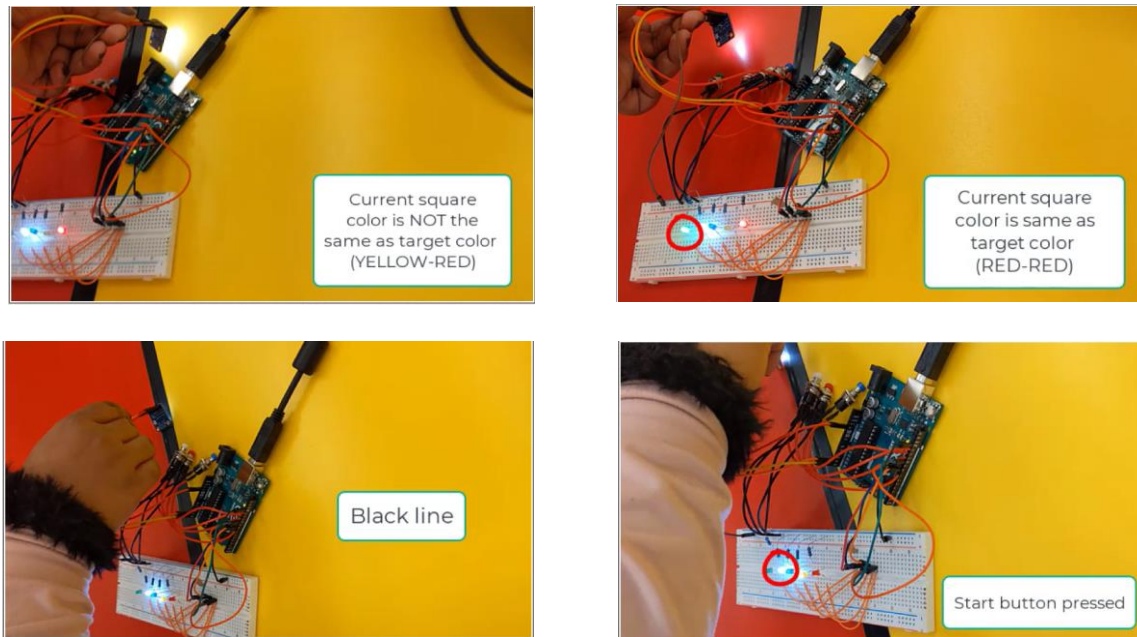 Current square
color is NOT the
same as target color
(YELLOW-RED)
Current square
color is same as
target color
(RED-RED)
Black line
Start button pressed